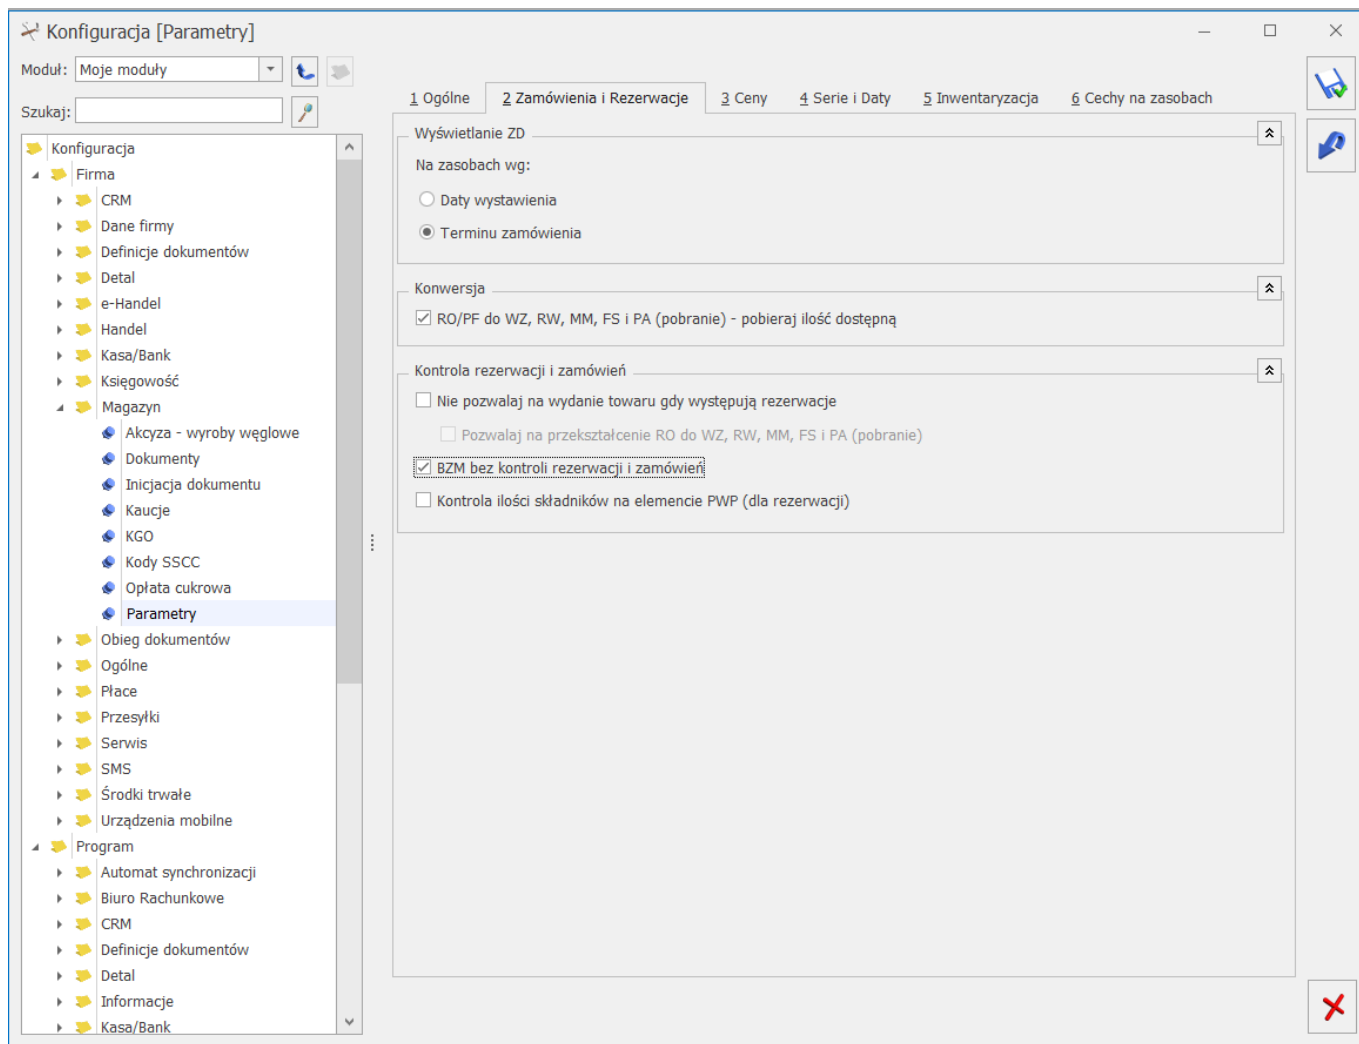 Konfiguracja [Parametry]
Moduł: Moje moduły
Szukaj:
Konfiguracja
Firma
CRM
Dane firmy
Definicje dokumentów
Detal
e-Handel
Handel
Kasa/Bank
Księgowość
Magazyn
Akcyza - wyroby węglowe
Dokumenty
Inicjacja dokumentu
Kaucje
KGO
Kody SSCC
Opłata cukrowa
Parametry
Obieg dokumentów
Ogólne
Płace
Przesyłki
Serwis
SMS
Środki trwałe
Urządzenia mobilne
Program
Automat synchronizacji
Biuro Rachunkowe
CRM
Definicje dokumentów
Detal
Informacje
Kasa/Bank
1 Ogólne 2 Zamówienia i Rezerwacje 3 Ceny 4 Serie i Daty 5 Inwentaryzacja 6 Cechy na zasobach
Wyświetlanie ZD
Na zasobach wg:
Daty wystawienia
Terminu zamówienia
Konwersja
RO/PF do WZ, RW, MM, FS i PA (pobranie) - pobieraj ilość dostępną
Kontrola rezerwacji i zamówień
Nie pozwalaj na wydanie towaru gdy występują rezerwacje
Pozwalaj na przekształcenie RO do WZ, RW, MM, FS i PA (pobranie)
BZM bez kontroli rezerwacji i zamówień
Kontrola ilości składników na elemencie PWP (dla rezerwacji)